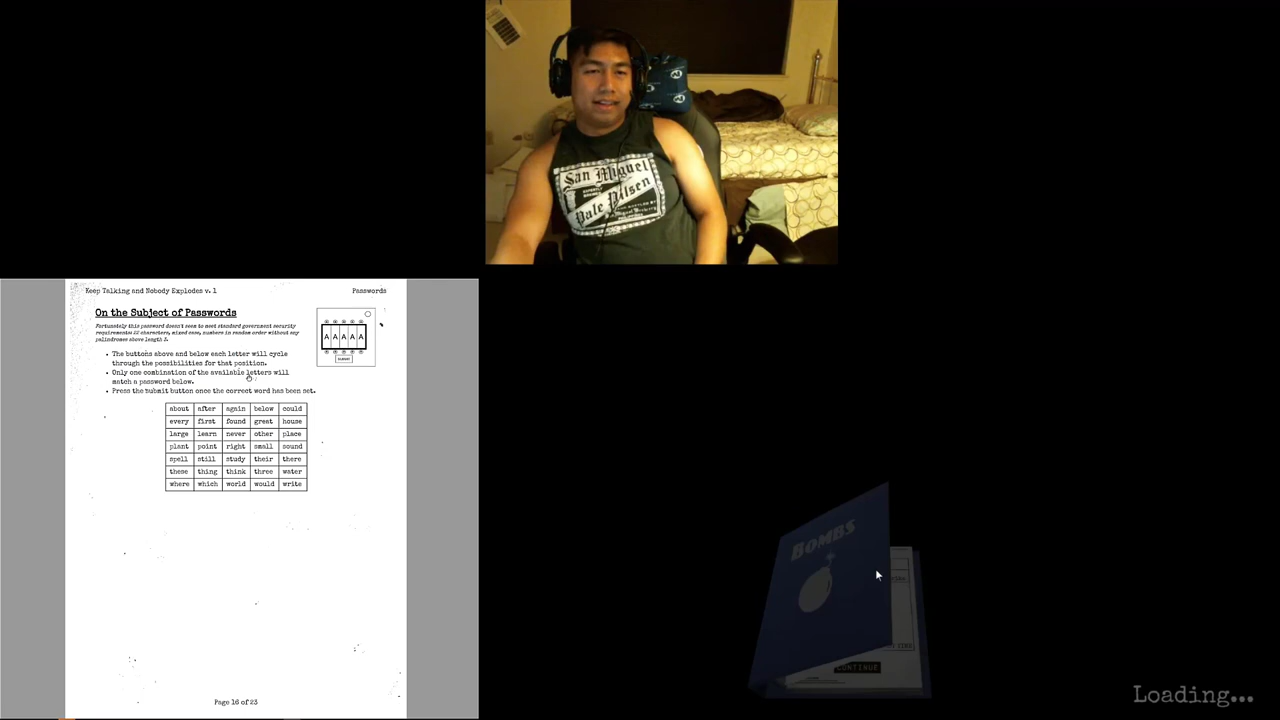 San Miguel
Pale Pilsen
Keep Talking and Nobody Explodes v. 1
Passwords
On the Subject of Passwords
Fortunately this password doesn't seem to meet standard government security
requirements: 22 characters, mixed case, numbers in random order without any
palindromes above length 3.
The buttons above and below each letter will cycle
through the possibilities for that position.
Only one combination of the available letters will
match a password below.
Press the submit button once the correct word has been set.
A A A A A
SUBMIT
about after again below could
every first found great house
large learn never other place
plant point right small sound
spell still study their there
these thing think three water
where which world would write
Page 16 of 23
BOMBS
CONTINUE
Loading...